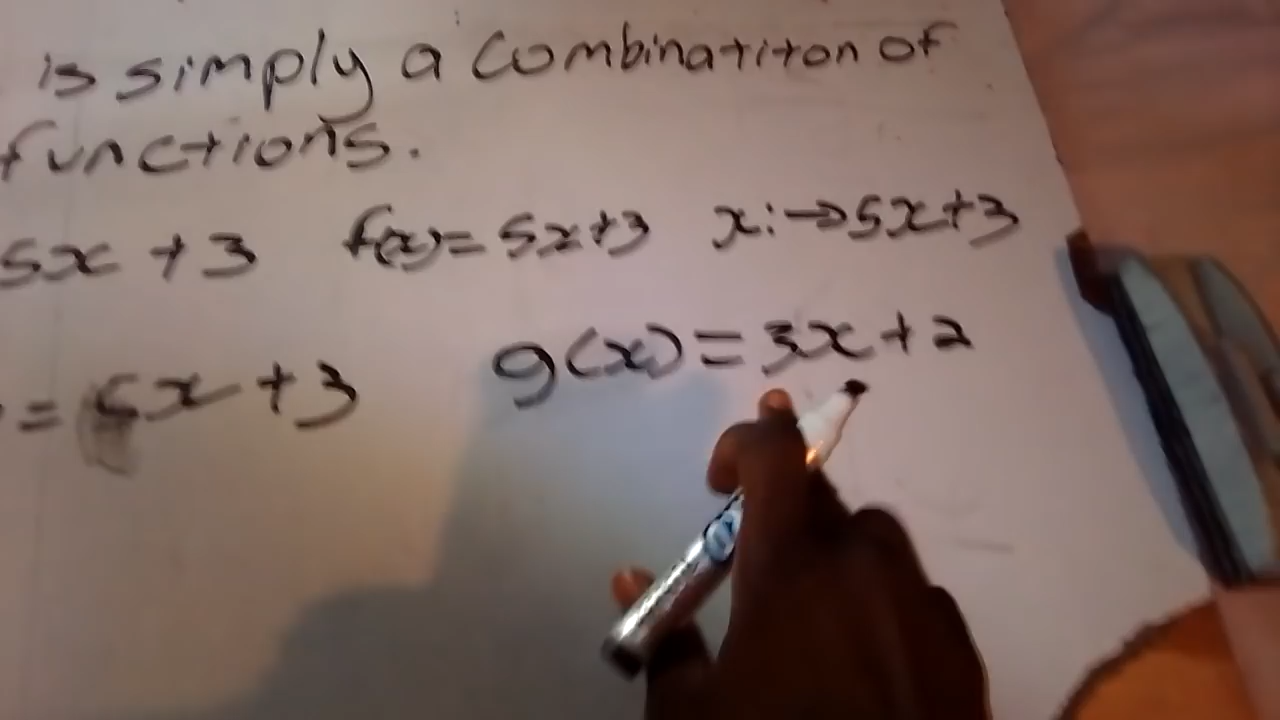 is simply a combinatiton of
functions.
5x + 3 f(x) = 5x+3 x:→5x+3
= 5x +3 g(x) = 3x+2